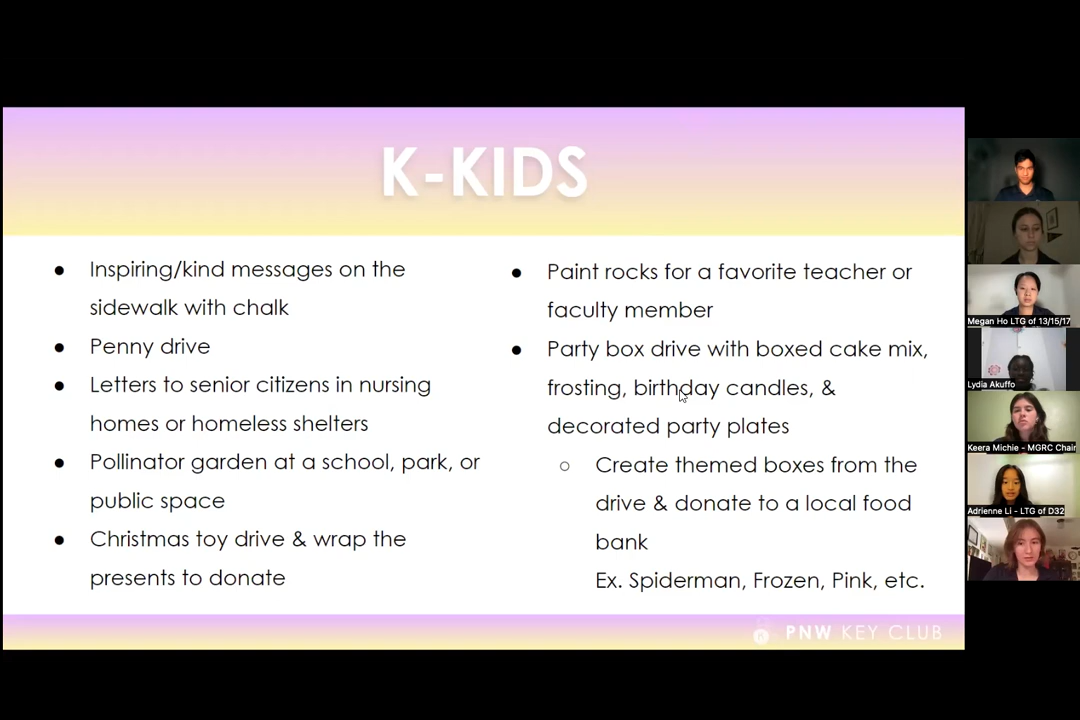 K-KIDS
● Inspiring/kind messages on the
sidewalk with chalk
● Penny drive
● Letters to senior citizens in nursing
homes or homeless shelters
● Pollinator garden at a school, park, or
public space
● Christmas toy drive & wrap the
presents to donate
● Paint rocks for a favorite teacher or
faculty member
● Party box drive with boxed cake mix,
frosting, birthday candles, &
decorated party plates
○ Create themed boxes from the
drive & donate to a local food
bank
Ex. Spiderman, Frozen, Pink, etc.
PNW KEY CLUB
Megan Ho LTG of 13/15/17
Lydia Akuffo
Keera Michie - MGRC Chair
Adrienne Li - LTG of D32